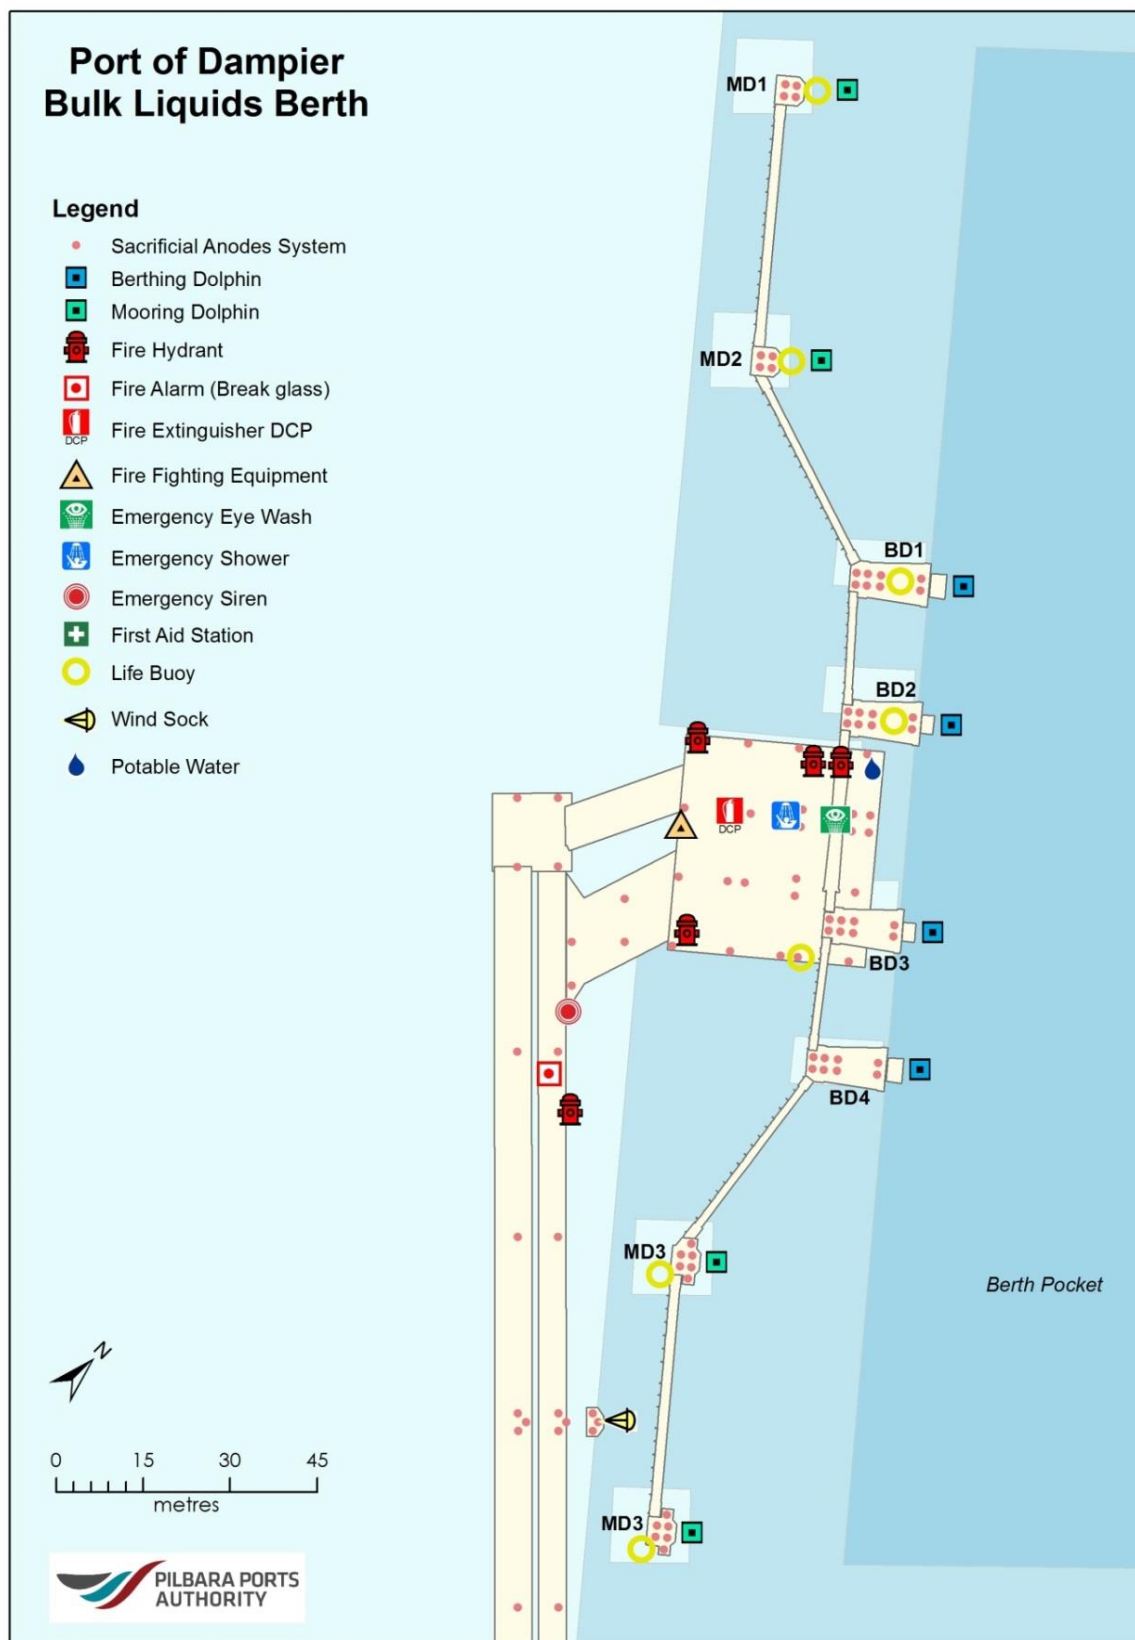 Port of Dampier
Bulk Liquids Berth
Legend
Sacrificial Anodes System
Berthing Dolphin
Mooring Dolphin
Fire Hydrant
Fire Alarm (Break glass)
DCP
Fire Extinguisher DCP
Fire Fighting Equipment
Emergency Eye Wash
Emergency Shower
Emergency Siren
First Aid Station
Life Buoy
Wind Sock
Potable Water
MD1
MD2
BD1
BD2
DCP
BD3
BD4
MD3
Berth Pocket
MD3
N
0 15 30 45
metres
PILBARA PORTS
AUTHORITY